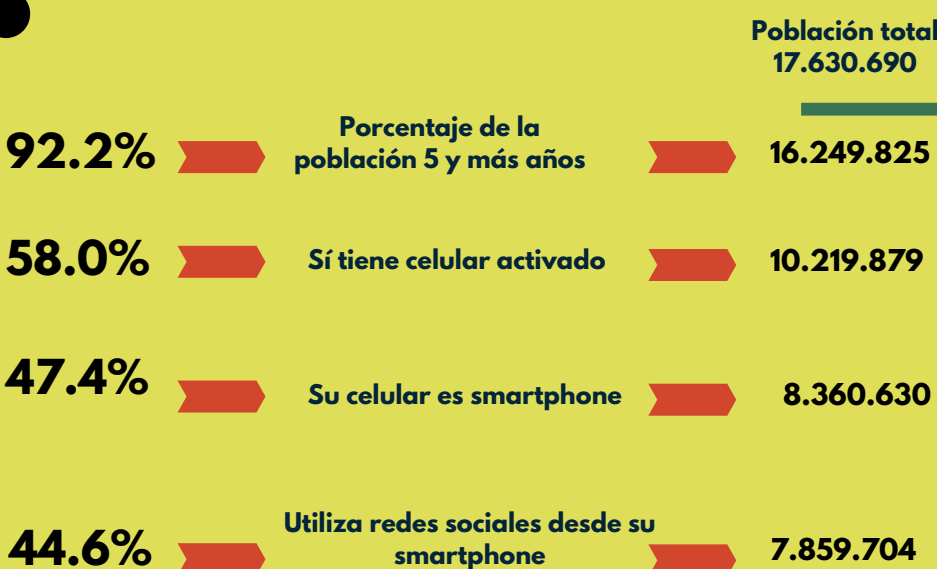 Población total
17.630.690
92.2%
Porcentaje de la
población 5 y más años
16.249.825
58.0%
Sí tiene celular activado
10.219.879
47.4%
Su celular es smartphone
8.360.630
44.6%
Utiliza redes sociales desde su
smartphone
7.859.704